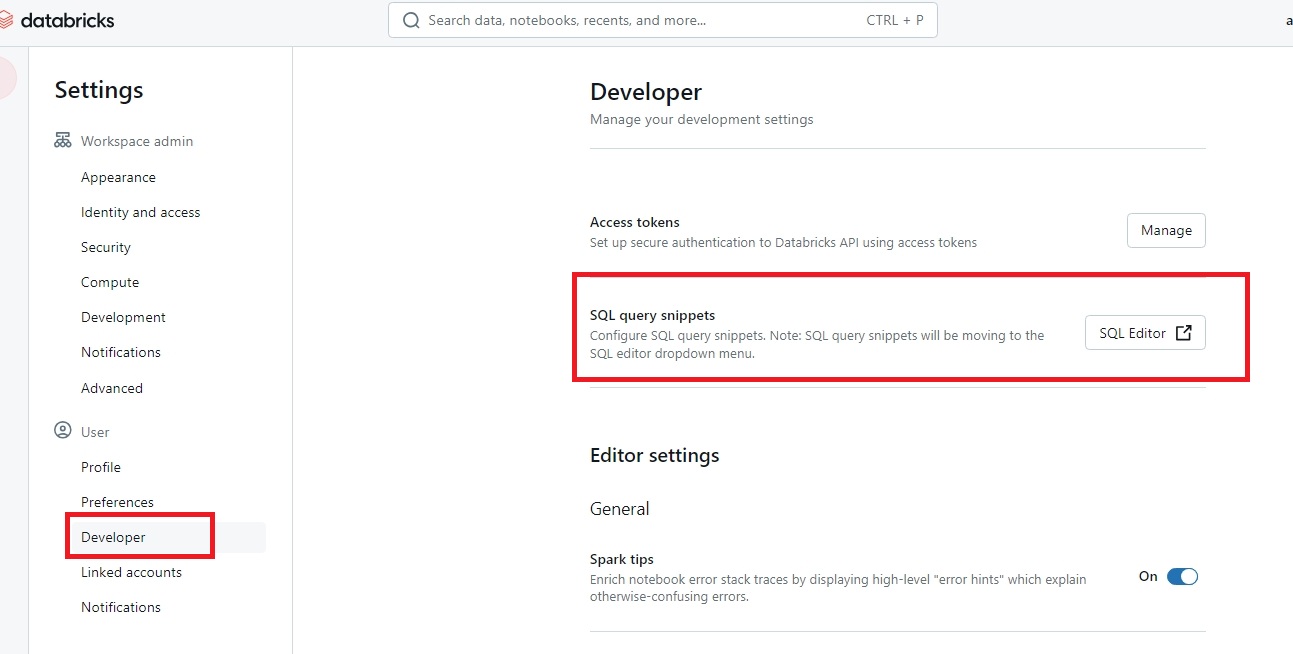 databricks
Search data, notebooks, recents, and more...
CTRL + P
a
Settings
Workspace admin
Appearance
Identity and access
Security
Compute
Development
Notifications
Advanced
User
Profile
Preferences
Developer
Linked accounts
Notifications
Developer
Manage your development settings
Access tokens
Set up secure authentication to Databricks API using access tokens
Manage
SQL query snippets
Configure SQL query snippets. Note: SQL query snippets will be moving to the
SQL editor dropdown menu.
SQL Editor
Editor settings
General
Spark tips
Enrich notebook error stack traces by displaying high-level "error hints" which explain
otherwise-confusing errors.
On